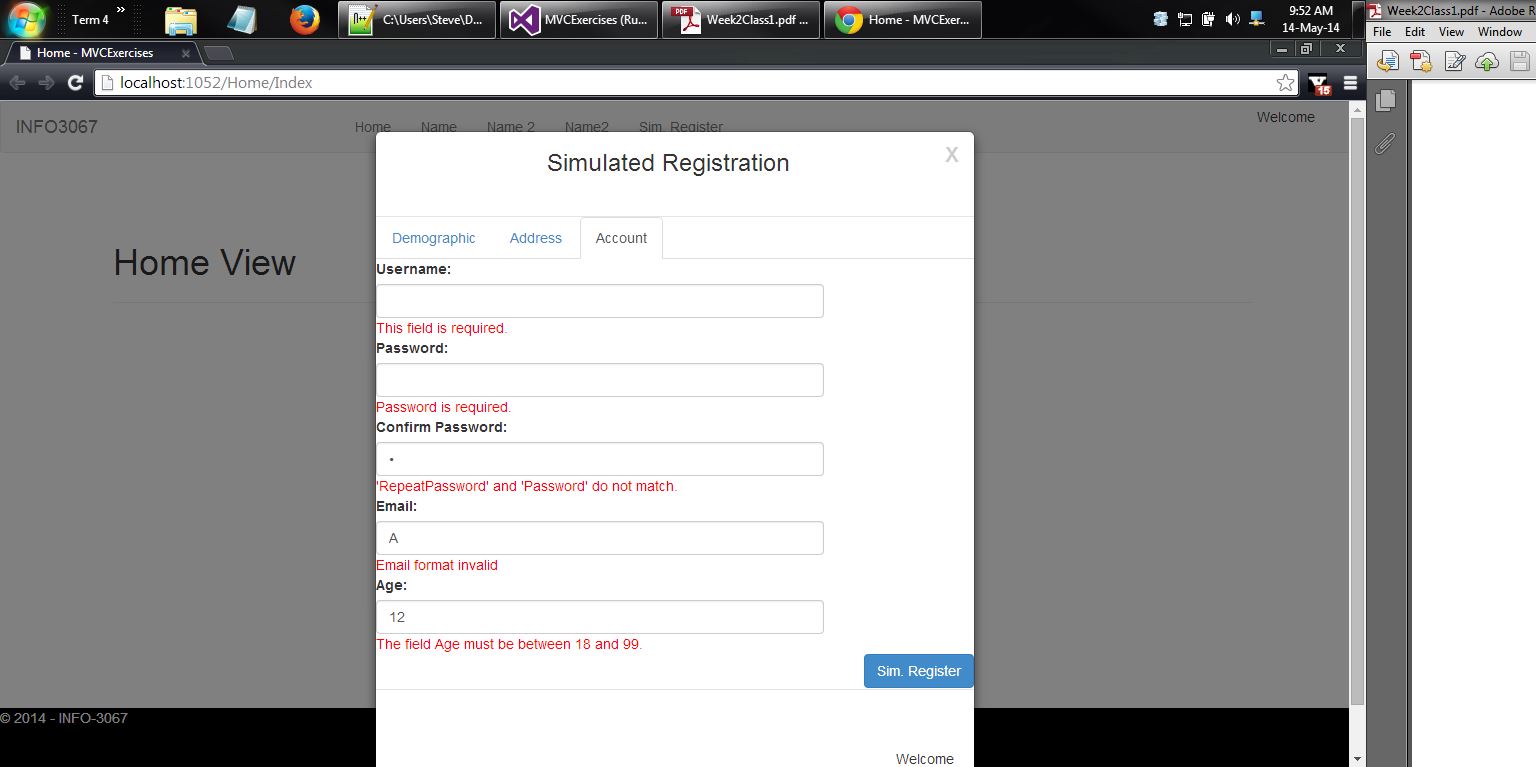 Term 4
»
C:\Users\Steve\D...
MVCExercises (Ru...
Week2Class1.pdf ...
Home - MVCExer...
9:52 AM
14-May-14
Week2Class1.pdf - Adobe R
File Edit View Window
Home - MVCExercises
localhost:1052/Home/Index
15
INFO3067
Home Name Name 2 Name2 Sim. Register
Welcome
Simulated Registration
X
Demographic Address Account
Home View
Username:
This field is required.
Password:
Password is required.
Confirm Password:
•
'RepeatPassword' and 'Password' do not match.
Email:
A
Email format invalid
Age:
12
The field Age must be between 18 and 99.
Sim. Register
© 2014 - INFO-3067
Welcome